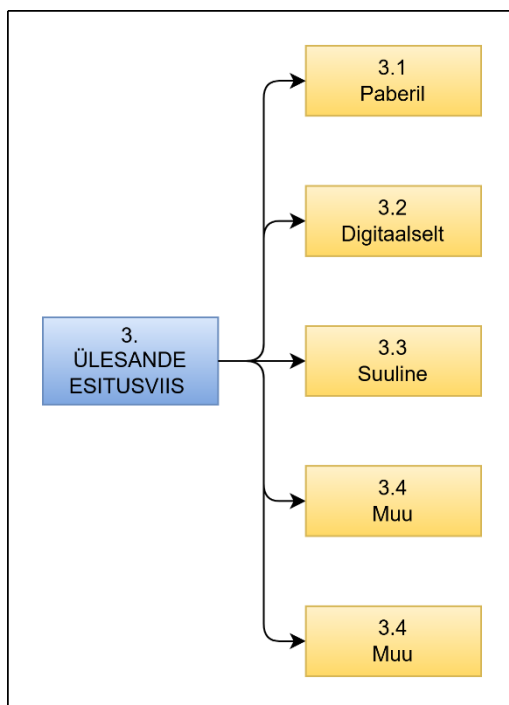 3.1
Paberil
3.2
Digitaalselt
3.
ÜLESANDE
ESITUSVIIS
3.3
Suuline
3.4
Muu
3.4
Muu